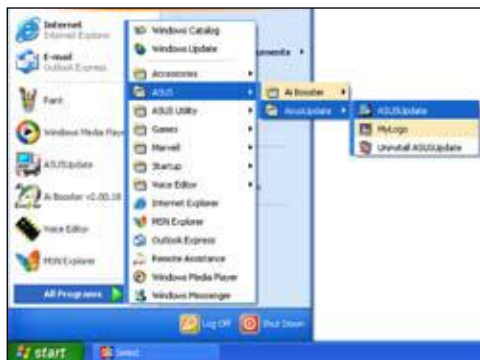 Internet
Internet Explorer
E-mail
Outlook Express
Paint
Windows Media Player
ASUSUpdate
Ai Booster v2.00.18
Voice Editor
MSN Explorer
All Programs
Windows Catalog
Windows Update
Accessories
ASUS
ASUS Utility
Games
Marvell
Startup
Voice Editor
Internet Explorer
MSN Explorer
Outlook Express
Remote Assistance
Windows Media Player
Windows Messenger
Ai Booster
AsusUpdate
ASUSUpdate
MyLogo
Uninstall ASUSUpdate
Log Off
Shut Down
start